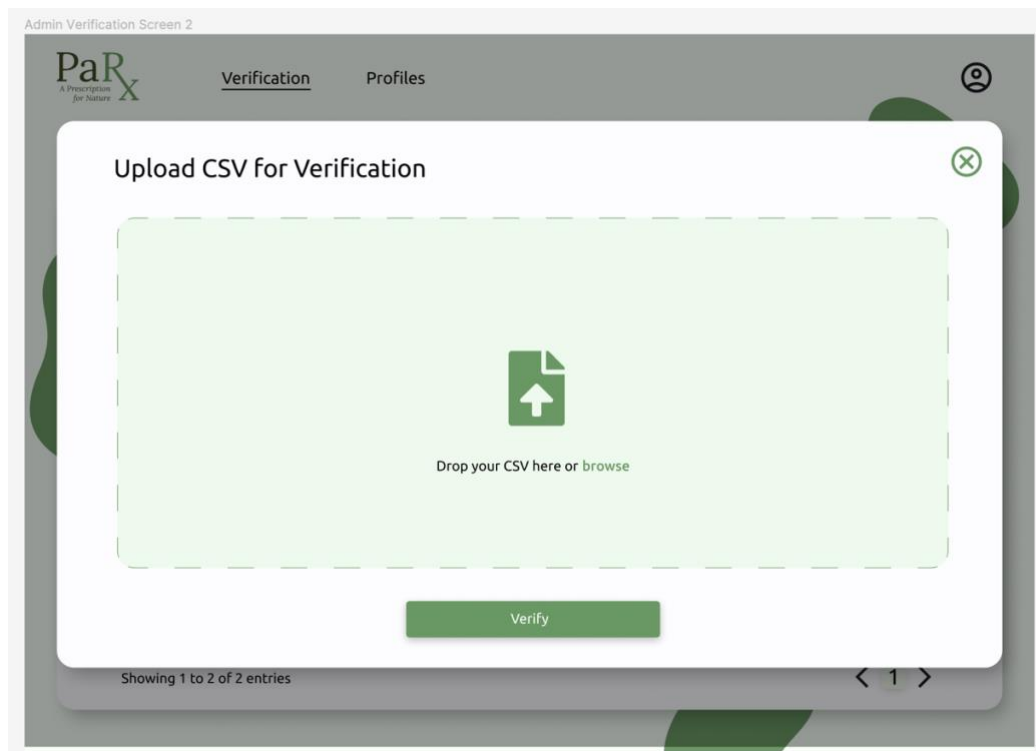 Admin Verification Screen 2
PaRx
A Prescription
for Nature
Verification
Profiles
Upload CSV for Verification
Drop your CSV here or browse
Verify
Showing 1 to 2 of 2 entries
1